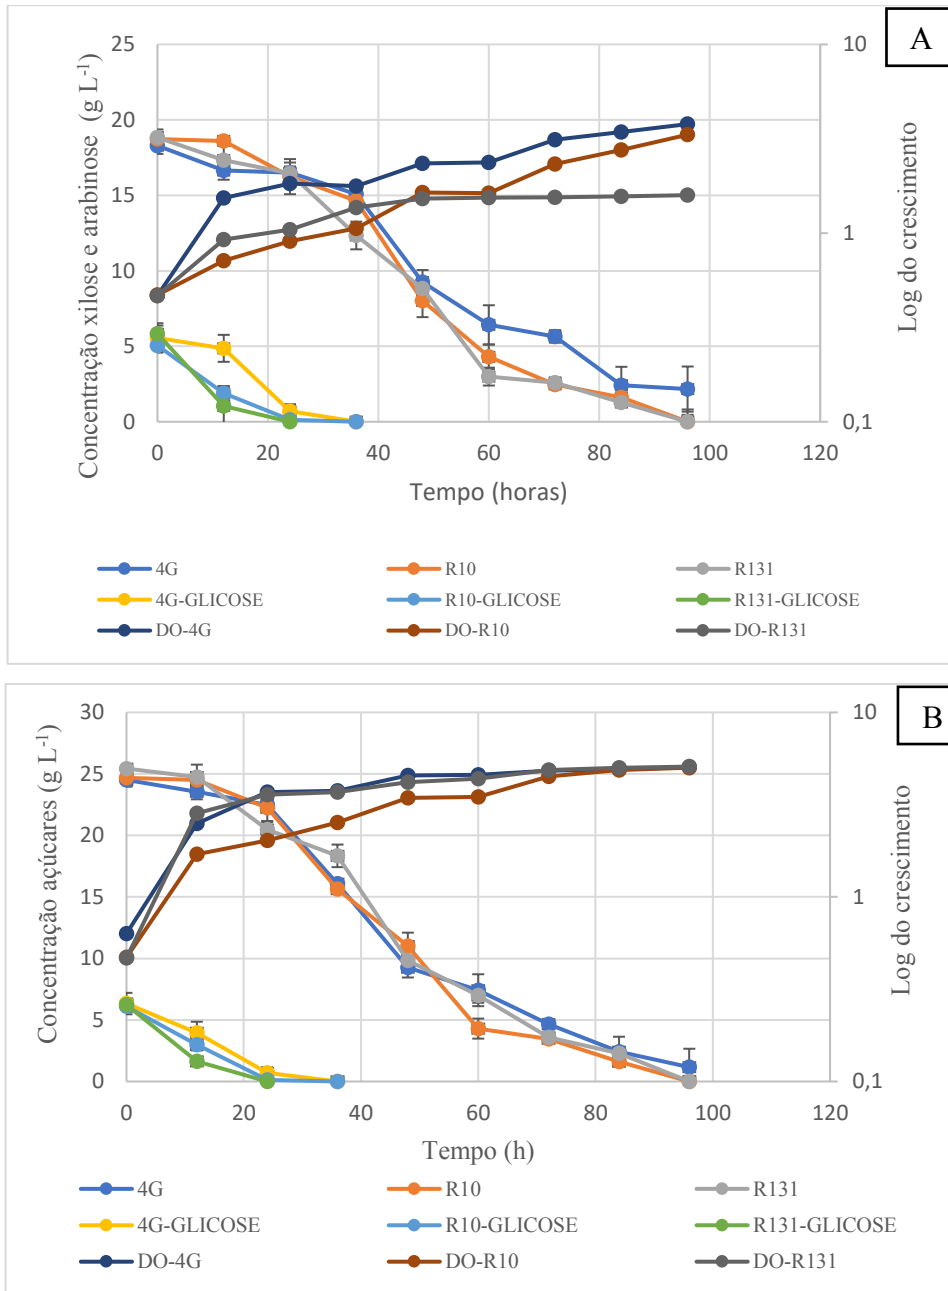 A
25
20
15
10
5
0
Concentração xilose e arabinose (g L-1)
10
1
0,1
Log do crescimento
0 20 40 60 80 100 120
Tempo (horas)
4G R10 R131
4G-GLICOSE R10-GLICOSE R131-GLICOSE
DO-4G DO-R10 DO-R131
B
30
25
20
15
10
5
0
Concentração açúcares (g L-1)
10
1
0,1
Log do crescimento
0 20 40 60 80 100 120
Tempo (h)
4G R10 R131
4G-GLICOSE R10-GLICOSE R131-GLICOSE
DO-4G DO-R10 DO-R131